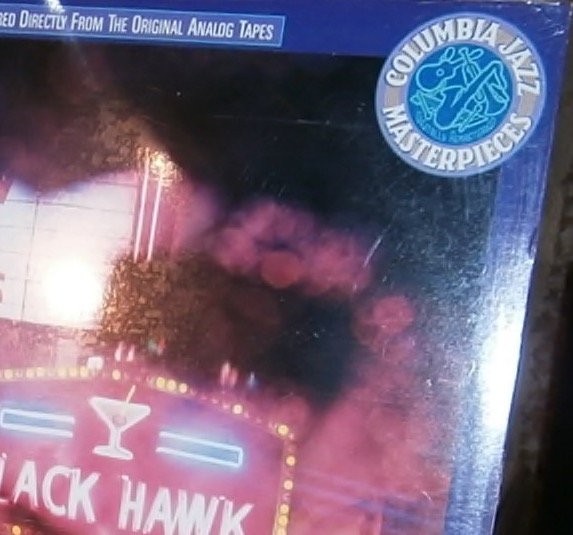 RED DIRECTLY FROM THE ORIGINAL ANALOG TAPES
COLUMBIA JAZZ
MASTERPIECES
LACK HAWK